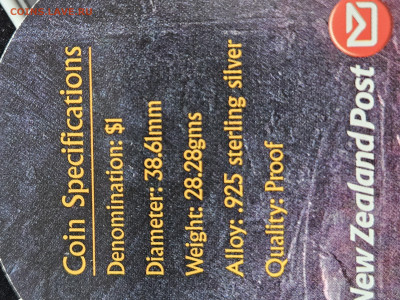 coins.lave.ru
Coin Specifications
Denomination: $1
Diameter: 38.61mm
Weight: 28.28gms
Alloy: .925 sterling silver
Quality: Proof
New Zealand Post